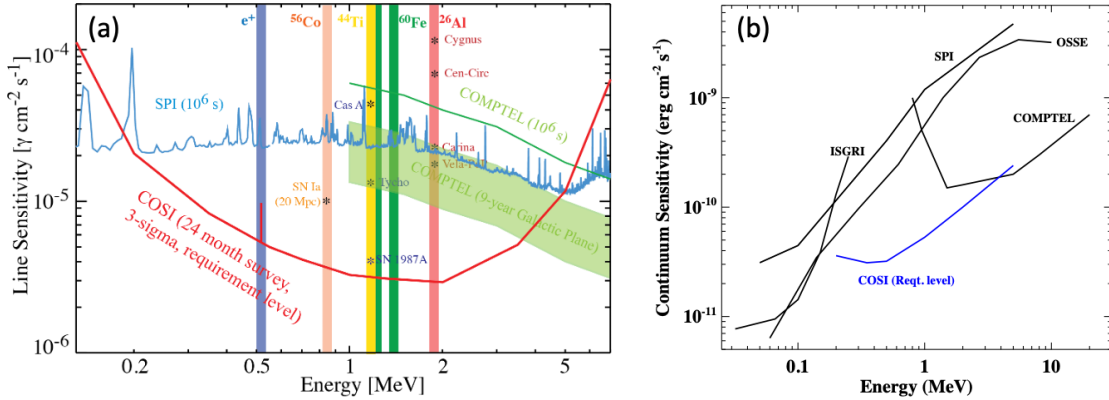 (a)
e⁺
⁵⁶Co
⁴⁴Ti
⁶⁰Fe
²⁶Al
10⁻⁴
10⁻⁵
10⁻⁶
Line Sensitivity [γ cm⁻² s⁻¹]
SPI (10⁶ s)
Cygnus
Cen-Circ
Cas A
COMPTEL (10⁶ s)
Carina
Tycho
SN Ia
(20 Mpc)
COMPTEL (9-year Galactic Plane)
SN 1987A
COSI (24 month survey,
3-sigma, requirement level)
0.2
0.5
1
2
5
Energy [MeV]
(b)
Continuum Sensitivity (erg cm⁻² s⁻¹)
10⁻⁹
10⁻¹⁰
10⁻¹¹
SPI
OSSE
COMPTEL
ISGRI
COSI (Reqt. level)
0.1
1
10
Energy (MeV)